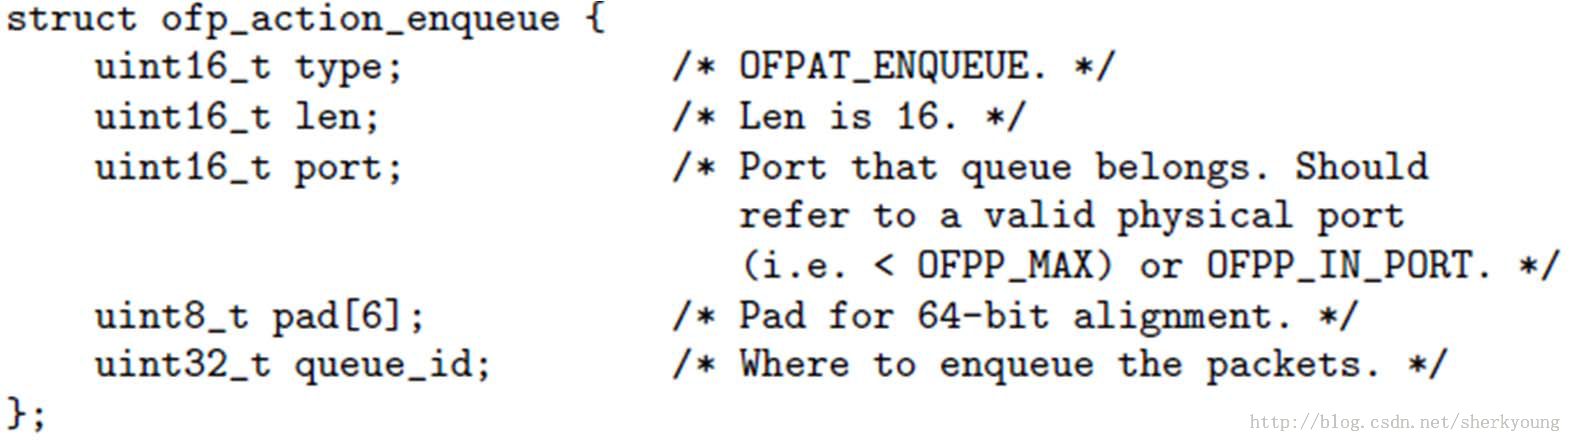 struct ofp_action_enqueue {
    uint16_t type;            /* OFPAT_ENQUEUE. */
    uint16_t len;             /* Len is 16. */
    uint16_t port;            /* Port that queue belongs. Should
                                 refer to a valid physical port
                                 (i.e. < OFPP_MAX) or OFPP_IN_PORT. */
    uint8_t pad[6];           /* Pad for 64-bit alignment. */
    uint32_t queue_id;        /* Where to enqueue the packets. */
};
http://blog.csdn.net/sherkyoung